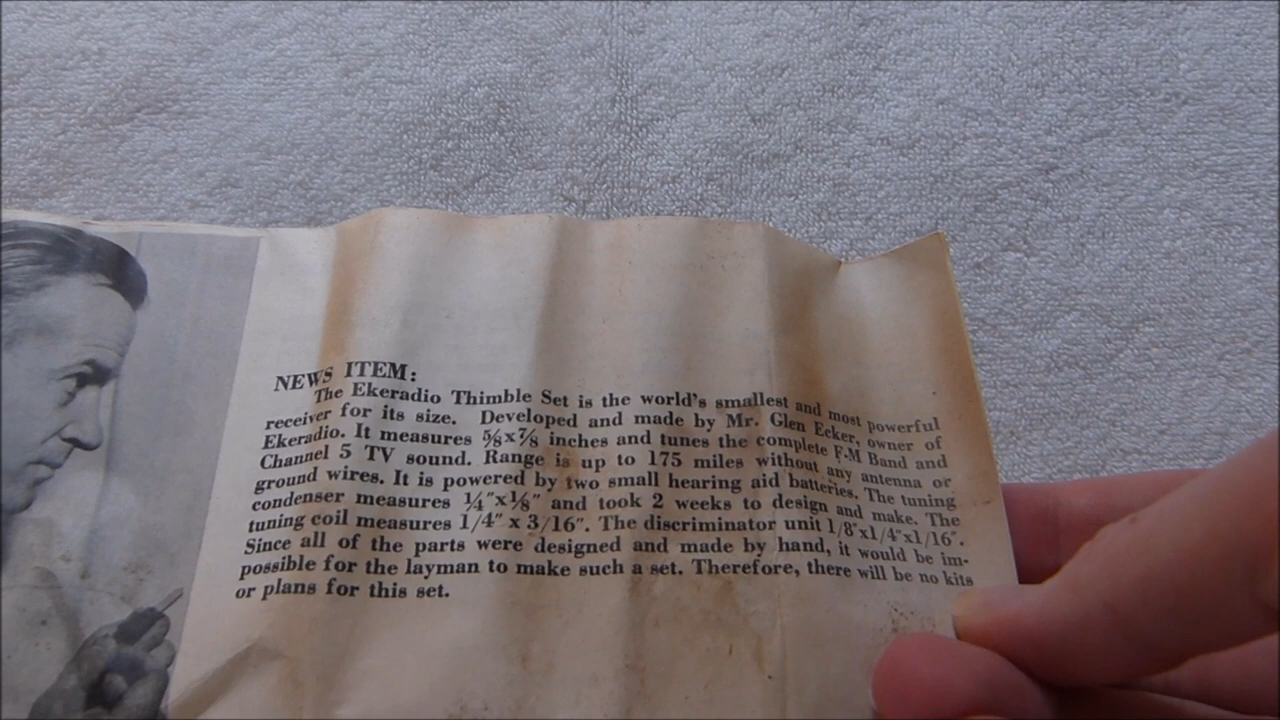 NEWS ITEM:
The Ekeradio Thimble Set is the world's smallest and most powerful
receiver for its size. Developed and made by Mr. Glen Ecker, owner of
Ekeradio. It measures ⅝x⅞ inches and tunes the complete F-M Band and
Channel 5 TV sound. Range is up to 175 miles without any antenna or
ground wires. It is powered by two small hearing aid batteries. The tuning
condenser measures ¼"x⅛" and took 2 weeks to design and make. The
tuning coil measures 1/4" x 3/16". The discriminator unit 1/8"x1/4"x1/16".
Since all of the parts were designed and made by hand, it would be im-
possible for the layman to make such a set. Therefore, there will be no kits
or plans for this set.